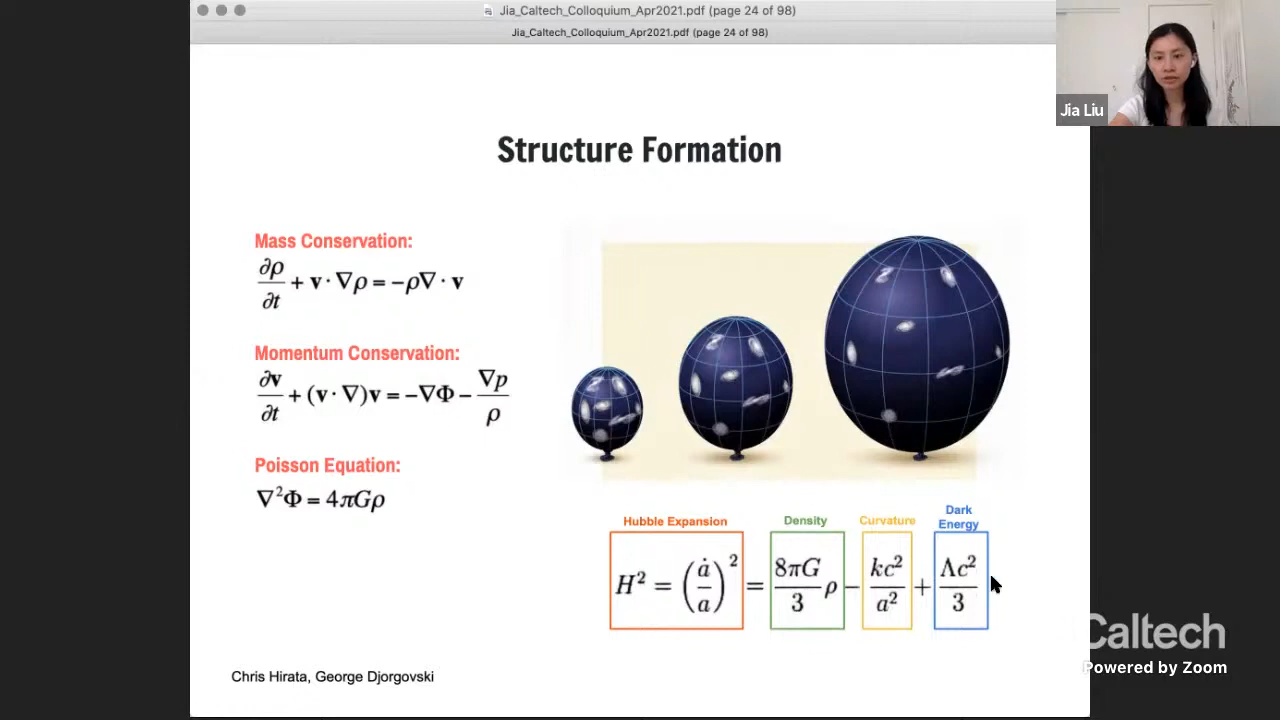 Jia_Caltech_Colloquium_Apr2021.pdf (page 24 of 98)
Jia_Caltech_Colloquium_Apr2021.pdf (page 24 of 98)
Jia Liu
Structure Formation
Mass Conservation:
∂ρ/∂t + v · ∇ρ = −ρ∇ · v
Momentum Conservation:
∂v/∂t + (v · ∇)v = −∇Φ − ∇p/ρ
Poisson Equation:
∇²Φ = 4πGρ
Hubble Expansion
Density
Curvature
Dark
Energy
H² = (ȧ/a)² = 8πG/3 ρ − kc²/a² + Λc²/3
Chris Hirata, George Djorgovski
Caltech
Powered by Zoom